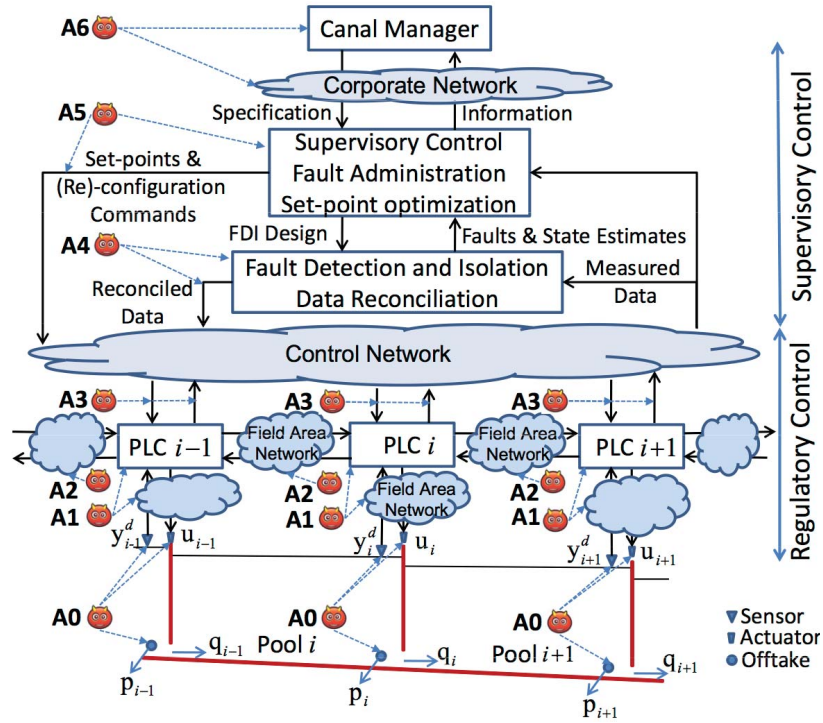 A6
Canal Manager
Corporate Network
Specification
Information
A5
Supervisory Control
Fault Administration
Set-point optimization
Set-points &
(Re)-configuration
Commands
FDI Design
Faults & State Estimates
A4
Fault Detection and Isolation
Data Reconciliation
Reconciled
Data
Measured
Data
Supervisory Control
Control Network
A3
A3
A3
PLC i−1
Field Area
Network
PLC i
Field Area
Network
PLC i+1
A2
A2
A2
A1
A1
Field Area
Network
A1
Regulatory Control
y^d_{i-1}
u_{i−1}
y^d_i
u_i
y^d_{i+1}
u_{i+1}
A0
A0
A0
Sensor
Actuator
Offtake
q_{i−1}
Pool i
q_i
Pool i+1
q_{i+1}
p_{i−1}
p_i
p_{i+1}